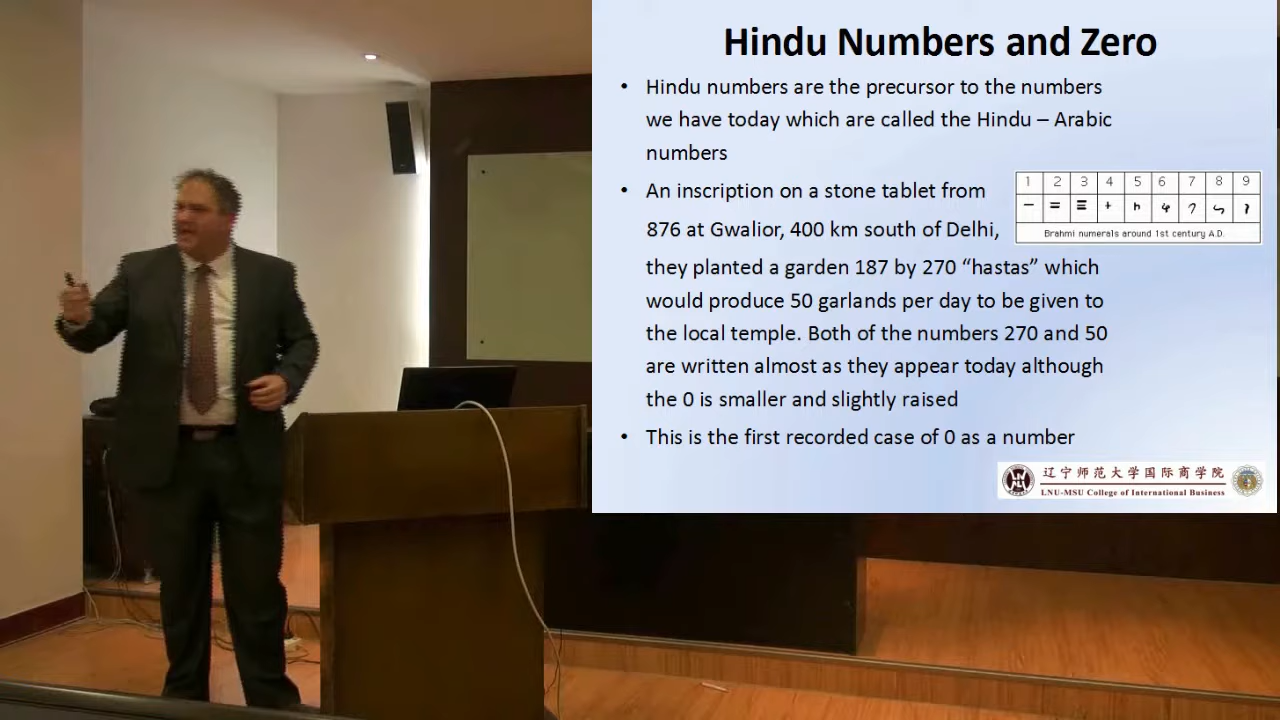 Hindu Numbers and Zero
• Hindu numbers are the precursor to the numbers
we have today which are called the Hindu – Arabic
numbers
• An inscription on a stone tablet from
876 at Gwalior, 400 km south of Delhi,
they planted a garden 187 by 270 “hastas” which
would produce 50 garlands per day to be given to
the local temple. Both of the numbers 270 and 50
are written almost as they appear today although
the 0 is smaller and slightly raised
• This is the first recorded case of 0 as a number
1 2 3 4 5 6 7 8 9
Brahmi numerals around 1st century A.D.
辽宁师范大学国际商学院
LNU-MSU College of International Business